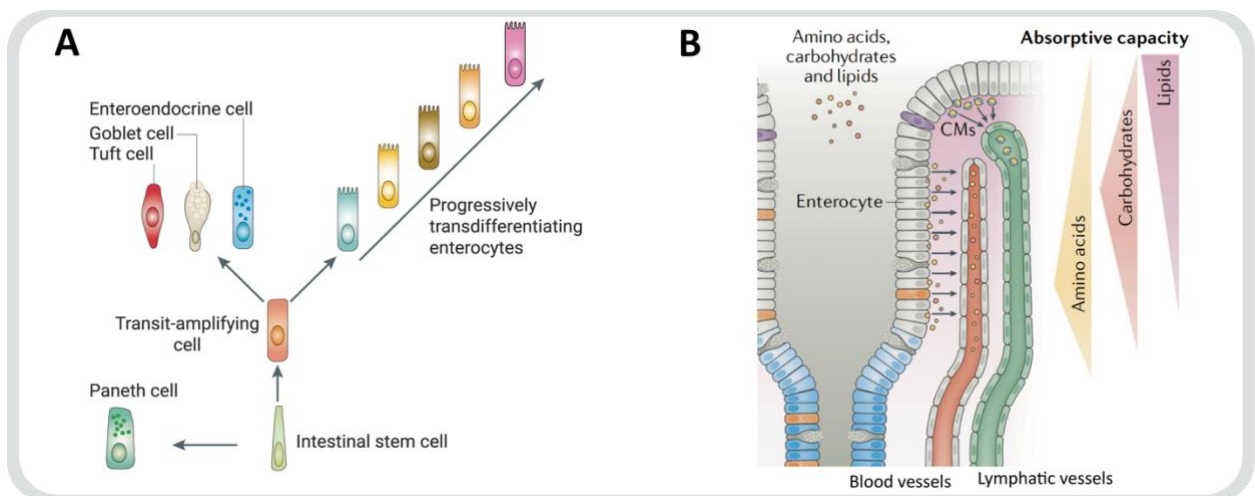 A
Enteroendocrine cell
Goblet cell
Tuft cell
Progressively
transdifferentiating
enterocytes
Transit-amplifying
cell
Paneth cell
Intestinal stem cell
B
Amino acids,
carbohydrates
and lipids
Absorptive capacity
CMs
Enterocyte
Amino acids
Carbohydrates
Lipids
Blood vessels
Lymphatic vessels